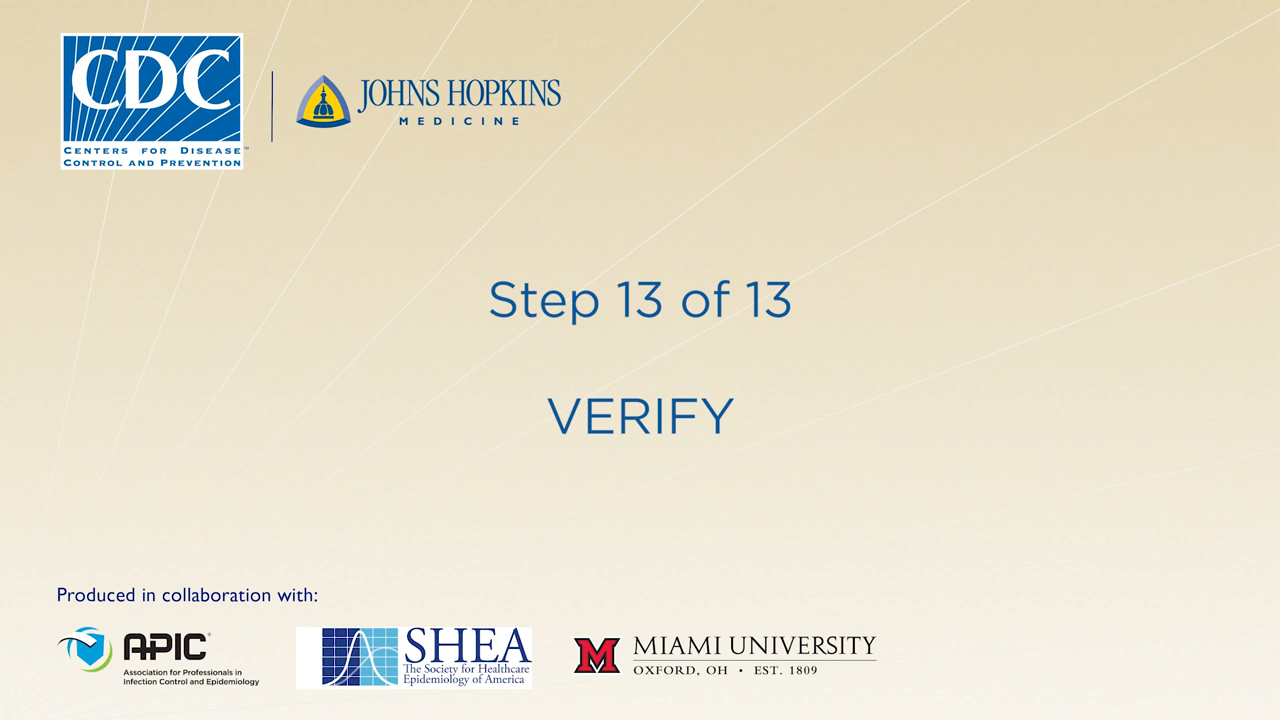 CDC
CENTERS FOR DISEASE™
CONTROL AND PREVENTION
JOHNS HOPKINS
MEDICINE
Step 13 of 13
VERIFY
Produced in collaboration with:
APIC®
Association for Professionals in
Infection Control and Epidemiology
SHEA
The Society for Healthcare
Epidemiology of America
M
MIAMI UNIVERSITY
OXFORD, OH • EST. 1809